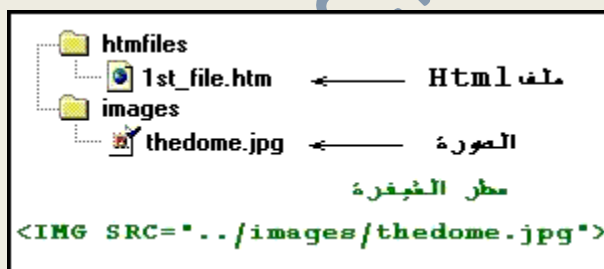 htmfiles
1st_file.htm ملف Html
images
thedome.jpg الصورة
سطر الشيفرة
<IMG SRC="../images/thedome.jpg">